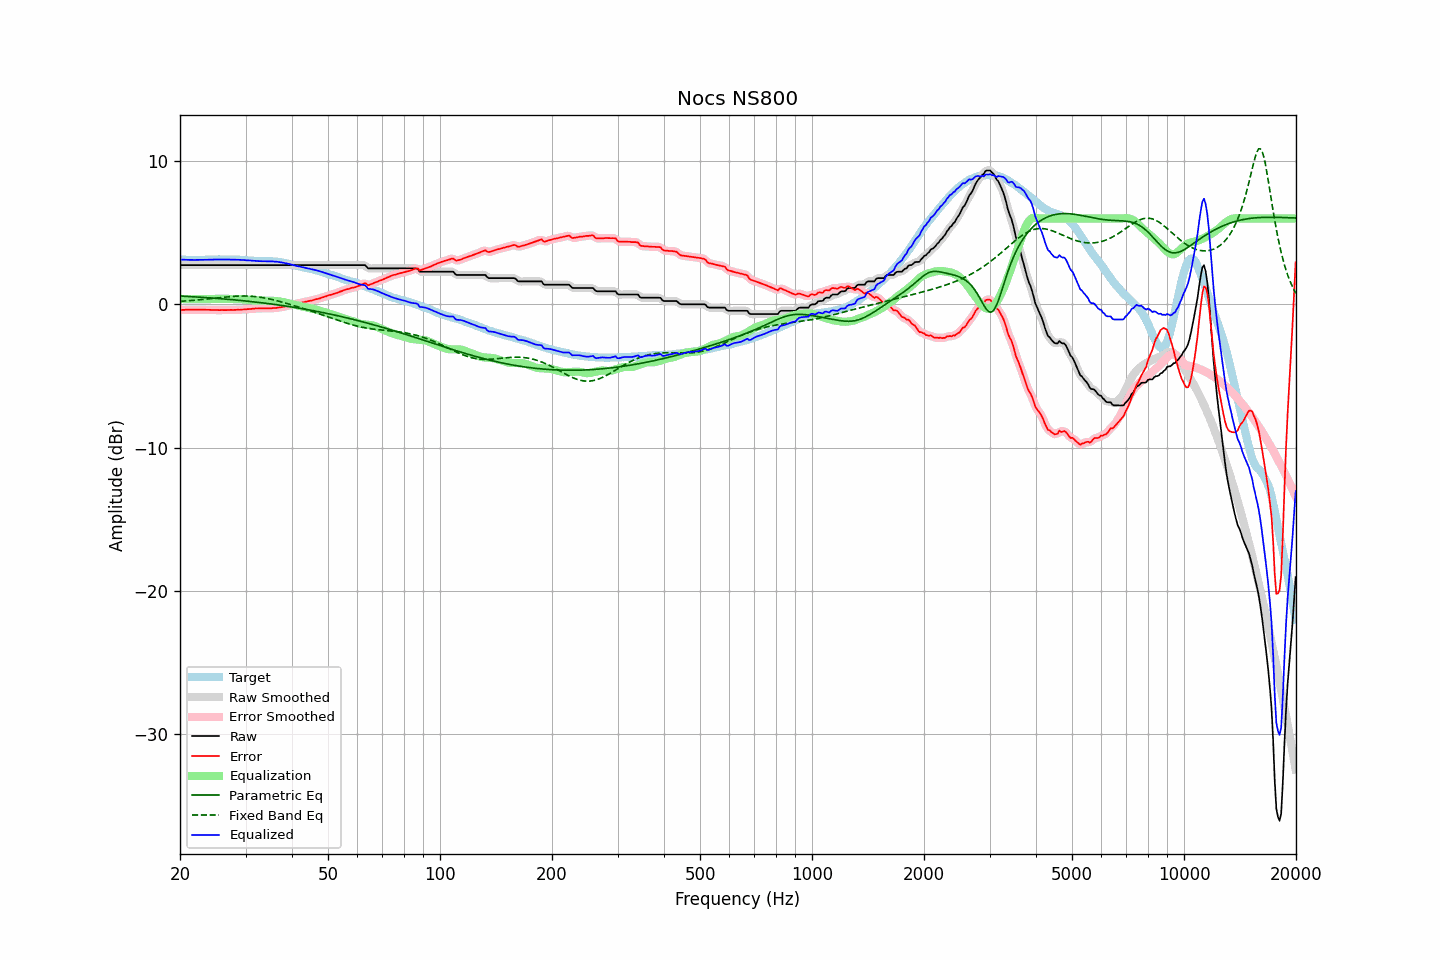 Nocs NS800
10
0
−10
−20
−30
Amplitude (dBr)
Target
Raw Smoothed
Error Smoothed
Raw
Error
Equalization
Parametric Eq
Fixed Band Eq
Equalized
20
50
100
200
500
1000
2000
5000
10000
20000
Frequency (Hz)